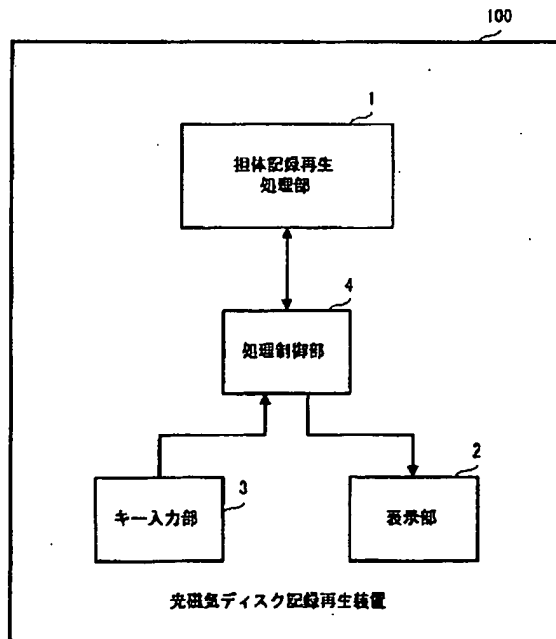 100
1
担体記録再生
処理部
4
処理制御部
2
3
キー入力部
表示部
光磁気ディスク記録再生装置